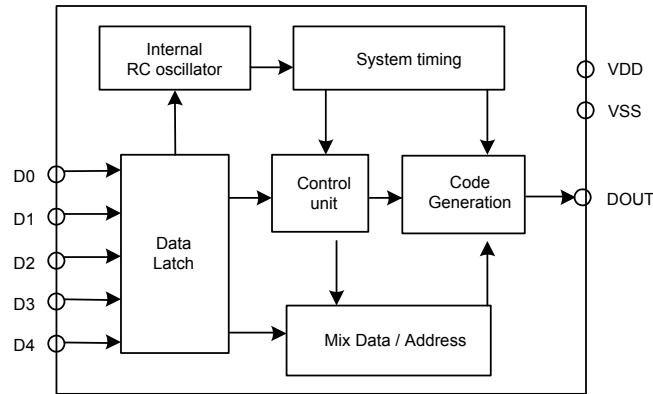 Internal
RC oscillator
System timing
VDD
VSS
D0
D1
D2
D3
D4
Data
Latch
Control
unit
Code
Generation
DOUT
Mix Data / Address